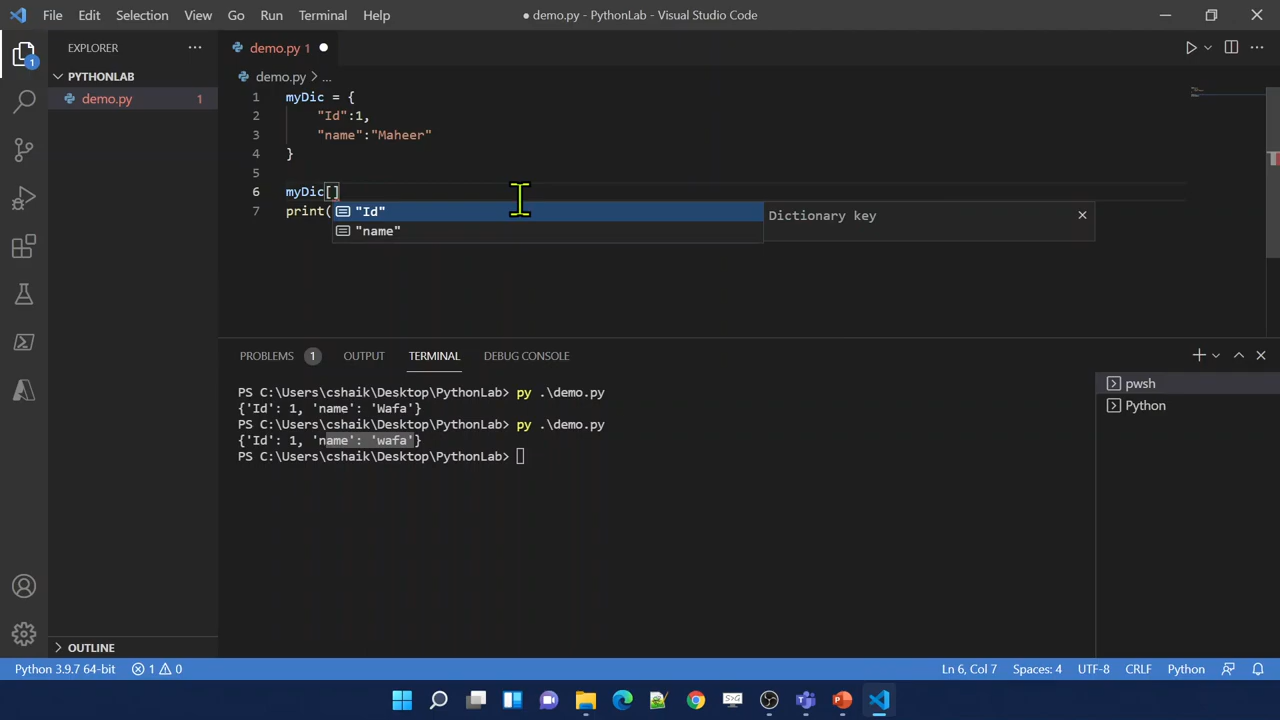 File Edit Selection View Go Run Terminal Help ● demo.py - PythonLab - Visual Studio Code
EXPLORER ··· demo.py 1 ●
PYTHONLAB
demo.py 1
demo.py > ...
1 myDic = {
2 "Id":1,
3 "name":"Maheer"
4 }
5
6 myDic[]
7 print(
"Id"
"name"
Dictionary key
PROBLEMS 1 OUTPUT TERMINAL DEBUG CONSOLE
PS C:\Users\cshaik\Desktop\PythonLab> py .\demo.py
{'Id': 1, 'name': 'Wafa'}
PS C:\Users\cshaik\Desktop\PythonLab> py .\demo.py
{'Id': 1, 'name': 'wafa'}
PS C:\Users\cshaik\Desktop\PythonLab>
pwsh
Python
1
OUTLINE
Python 3.9.7 64-bit 1 0 Ln 6, Col 7 Spaces: 4 UTF-8 CRLF Python